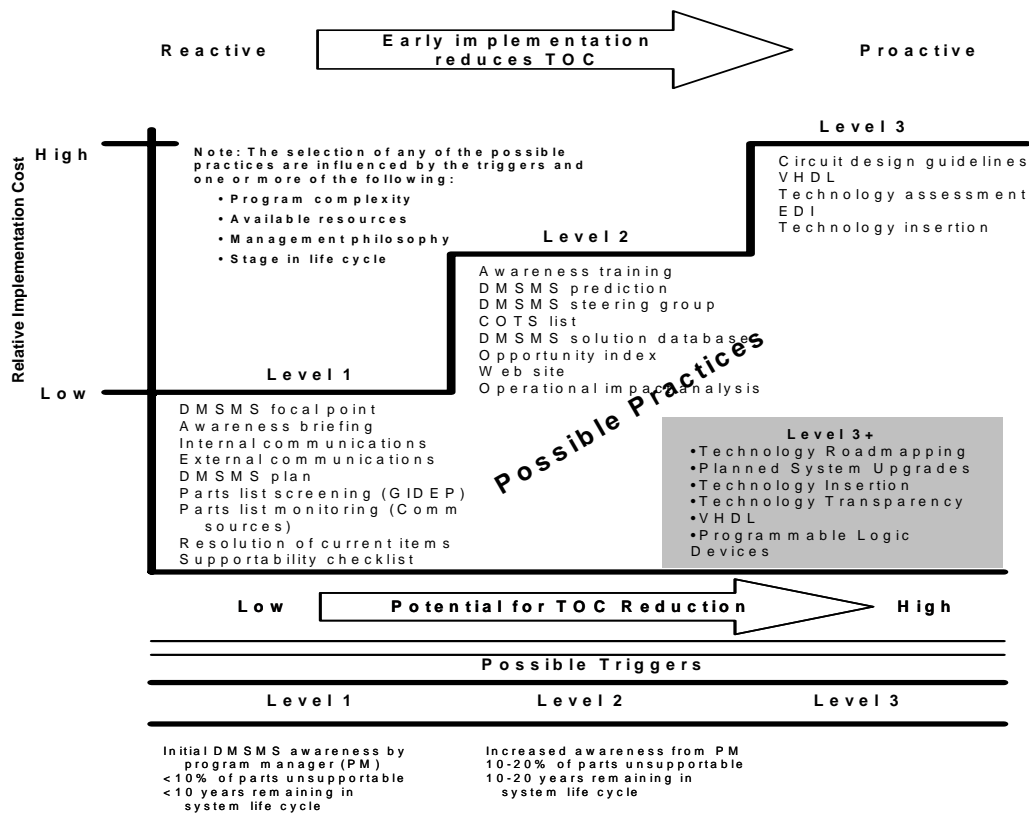 Reactive
Early implementation
reduces TOC
Proactive
Relative Implementation Cost
High
Low
Note: The selection of any of the possible
practices are influenced by the triggers and
one or more of the following:
• Program complexity
• Available resources
• Management philosophy
• Stage in life cycle
Level 1
DMSMS focal point
Awareness briefing
Internal communications
External communications
DMSMS plan
Parts list screening (GIDEP)
Parts list monitoring (Comm
sources)
Resolution of current items
Supportability checklist
Level 2
Awareness training
DMSMS prediction
DMSMS steering group
COTS list
DMSMS solution database
Opportunity index
Web site
Operational impact analysis
Level 3
Circuit design guidelines
VHDL
Technology assessment
EDI
Technology insertion
Possible Practices
Level 3+
•Technology Roadmapping
•Planned System Upgrades
•Technology Insertion
•Technology Transparency
•VHDL
•Programmable Logic
Devices
Low
Potential for TOC Reduction
High
Possible Triggers
Level 1
Level 2
Level 3
Initial DMSMS awareness by
program manager (PM)
<10% of parts unsupportable
<10 years remaining in
system life cycle
Increased awareness from PM
10-20% of parts unsupportable
10-20 years remaining in
system life cycle